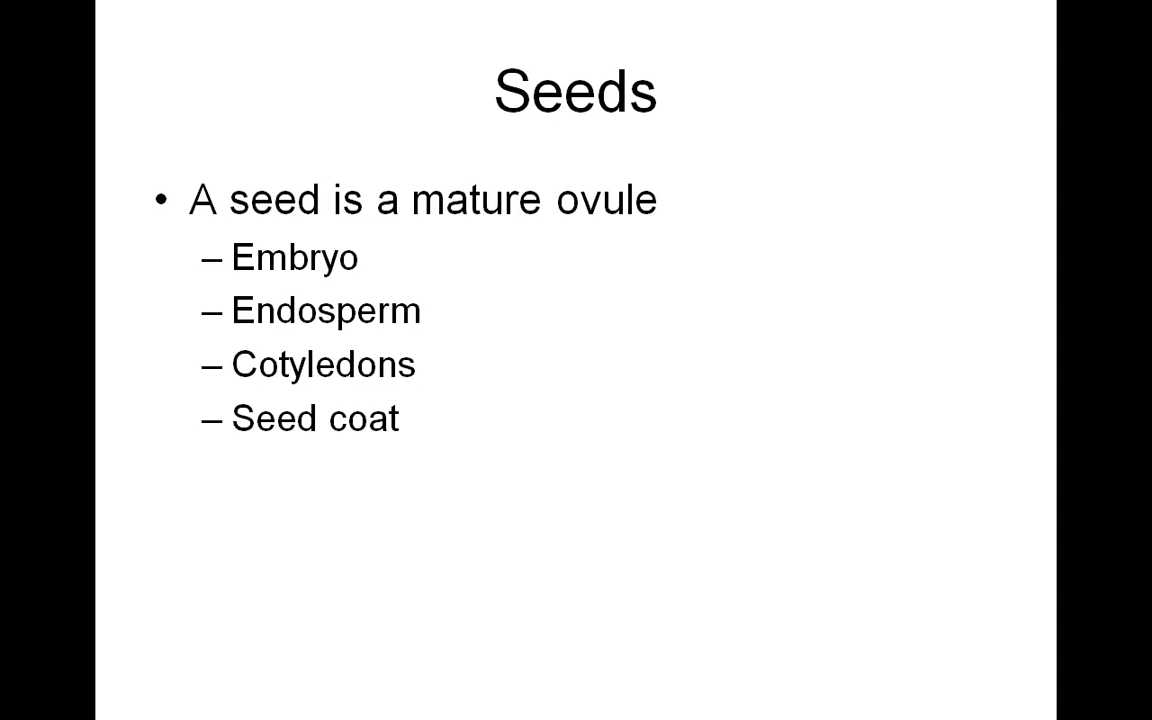 Seeds
• A seed is a mature ovule
– Embryo
– Endosperm
– Cotyledons
– Seed coat